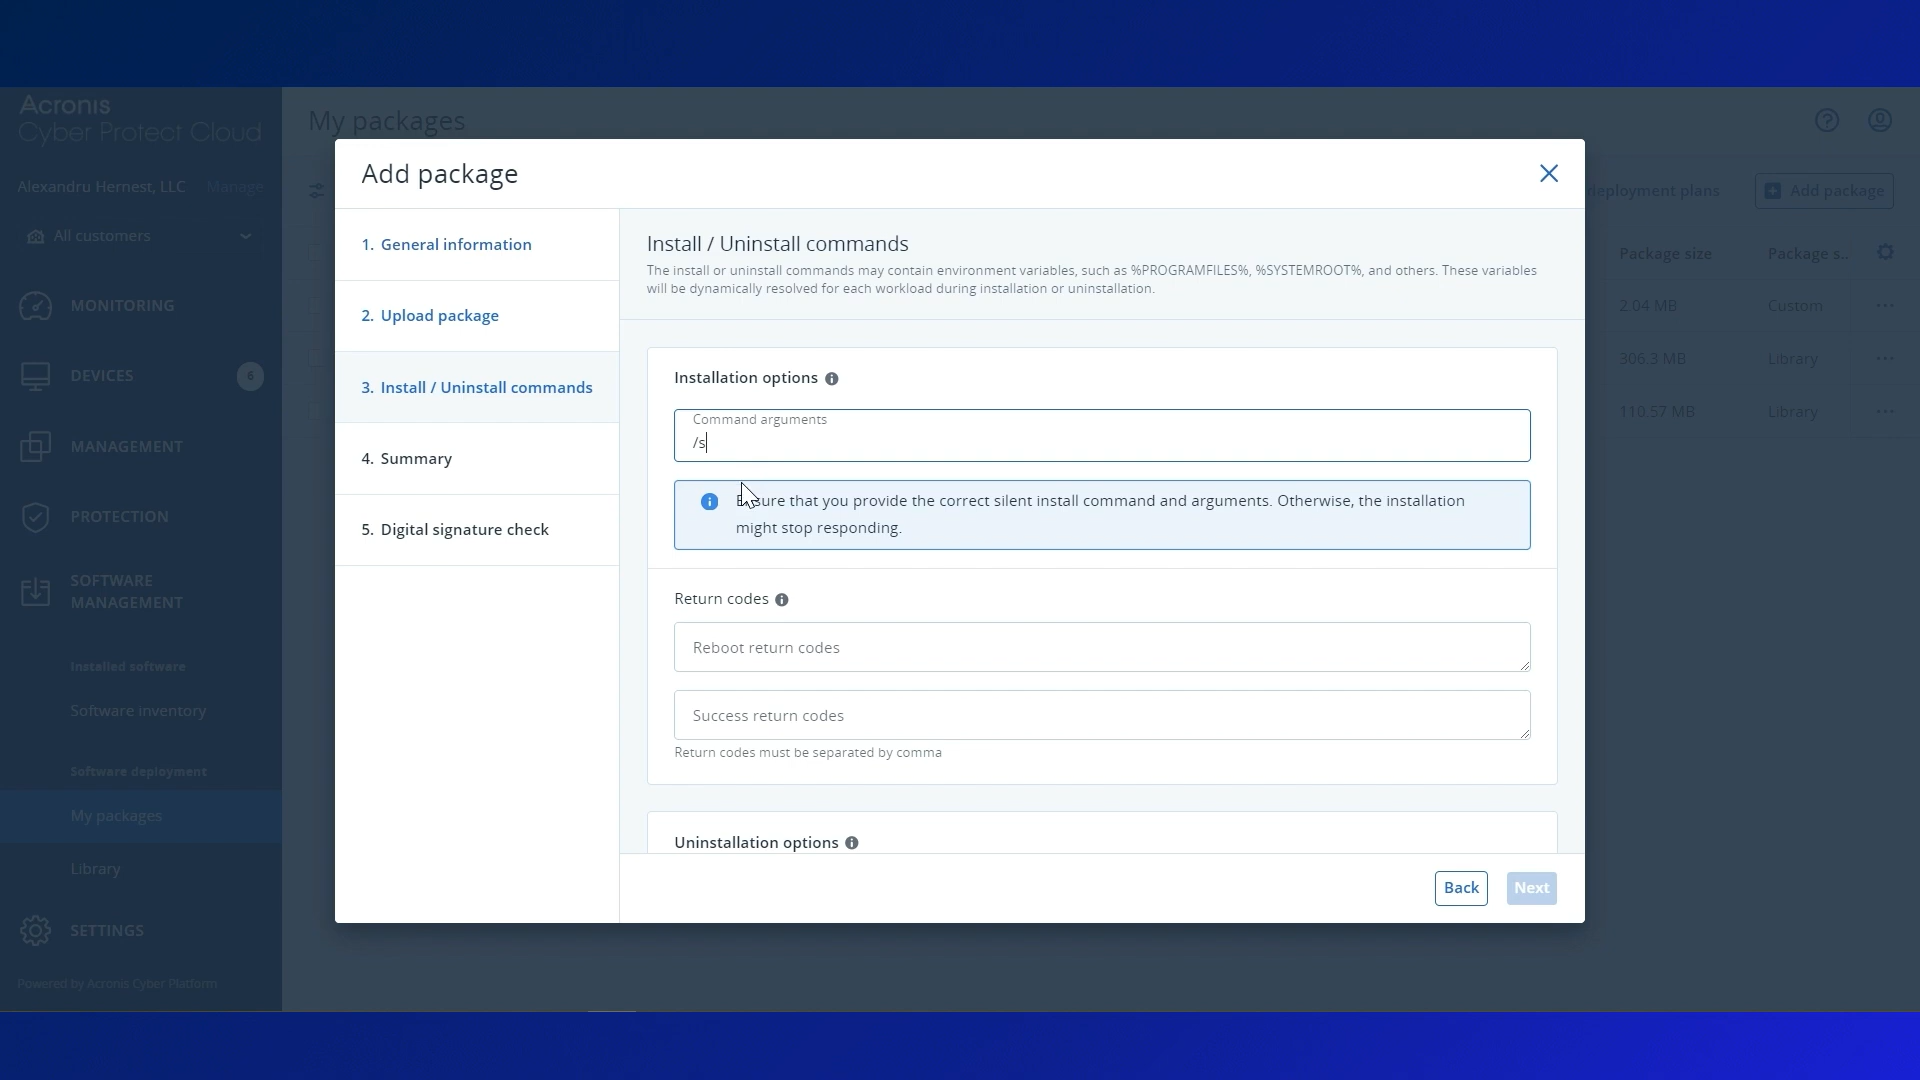 Acronis
Cyber Protect Cloud
Alexandru Hernest, LLC Manage
All customers
MONITORING
DEVICES 6
MANAGEMENT
PROTECTION
SOFTWARE
MANAGEMENT
Installed software
Software inventory
Software deployment
My packages
Library
SETTINGS
Powered by Acronis Cyber Platform
My packages
deployment plans
Add package
Package size Package s..
2.04 MB Custom
306.3 MB Library
110.57 MB Library
Add package
1. General information
2. Upload package
3. Install / Uninstall commands
4. Summary
5. Digital signature check
Install / Uninstall commands
The install or uninstall commands may contain environment variables, such as %PROGRAMFILES%, %SYSTEMROOT%, and others. These variables
will be dynamically resolved for each workload during installation or uninstallation.
Installation options
Command arguments
/s
Ensure that you provide the correct silent install command and arguments. Otherwise, the installation
might stop responding.
Return codes
Reboot return codes
Success return codes
Return codes must be separated by comma
Uninstallation options
Back Next